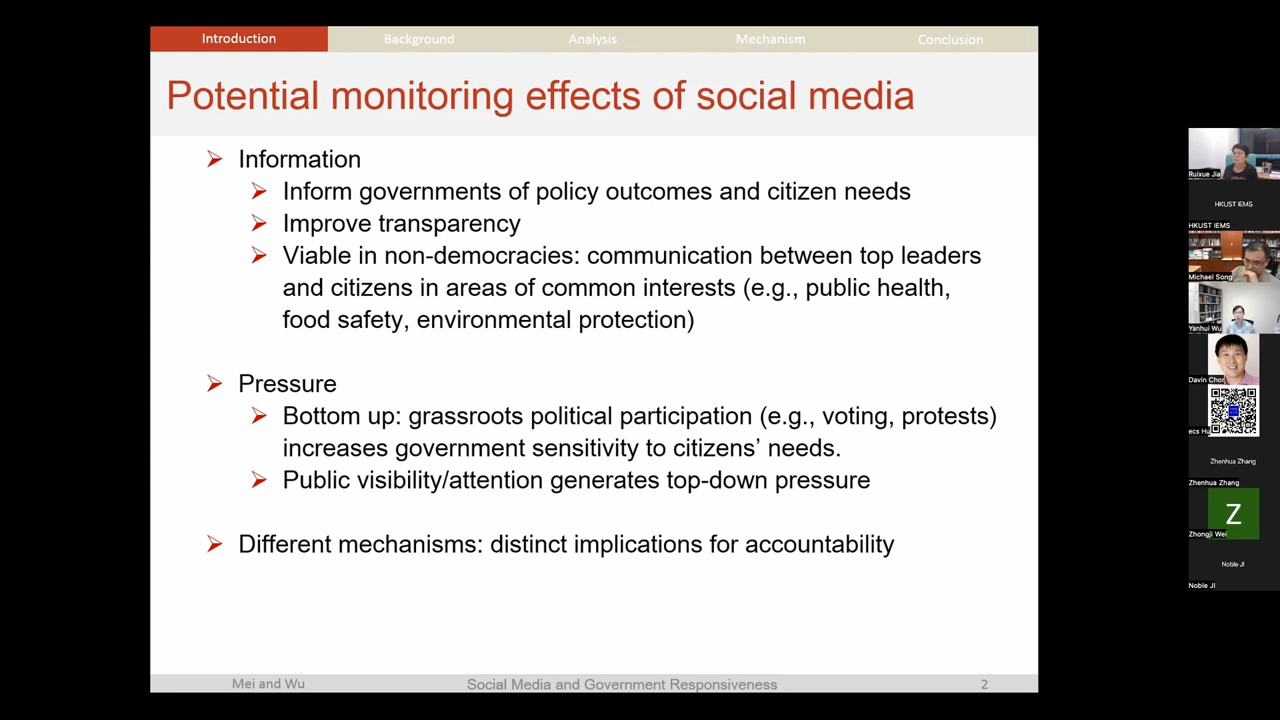 Introduction
Background
Analysis
Mechanism
Conclusion
Potential monitoring effects of social media
Information
Inform governments of policy outcomes and citizen needs
Improve transparency
Viable in non-democracies: communication between top leaders
and citizens in areas of common interests (e.g., public health,
food safety, environmental protection)
Pressure
Bottom up: grassroots political participation (e.g., voting, protests)
increases government sensitivity to citizens’ needs.
Public visibility/attention generates top-down pressure
Different mechanisms: distinct implications for accountability
Mei and Wu
Social Media and Government Responsiveness
2
Ruixue Jia
HKUST IEMS
HKUST IEMS
Michael Song
Yanhui Wu
Davin Chor
ecs Hu
Zhenhua Zhang
Zhenhua Zhang
Z
Zhongji Wei
Noble JI
Noble JI